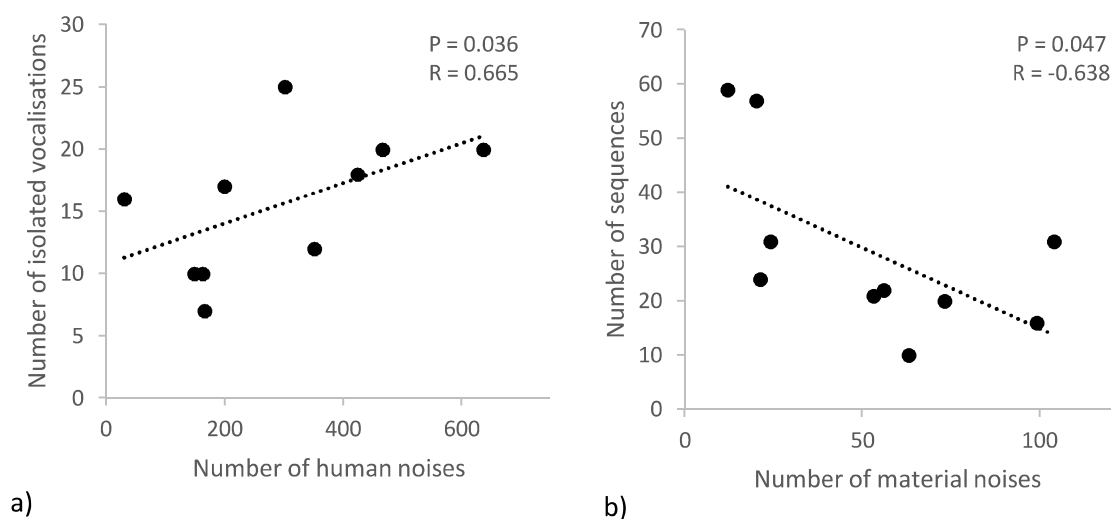 30
25
20
15
10
5
0
Number of isolated vocalisations
P = 0.036
R = 0.665
0 200 400 600
Number of human noises
a)
70
60
50
40
30
20
10
0
Number of sequences
P = 0.047
R = -0.638
0 50 100
Number of material noises
b)